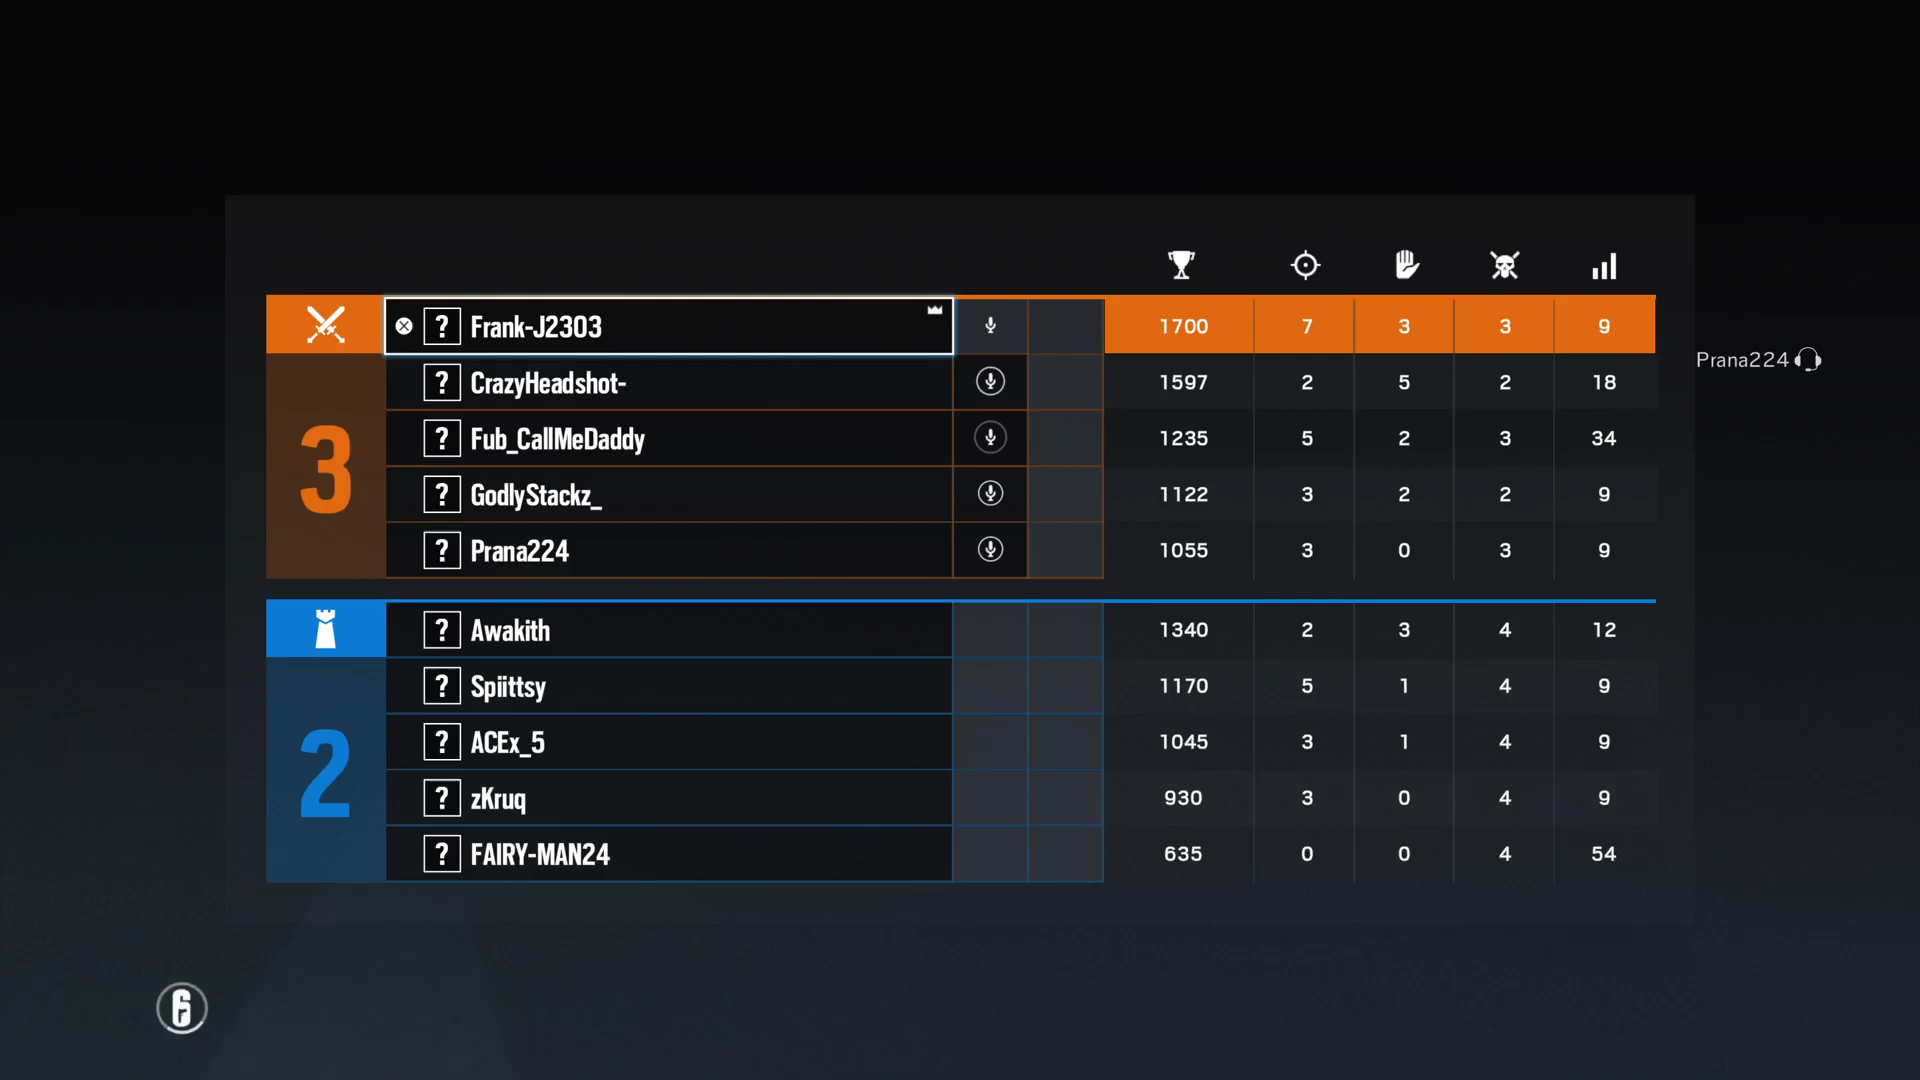 ? Frank-J2303 1700 7 3 3 9
Prana224
? CrazyHeadshot- 1597 2 5 2 18
? Fub_CallMeDaddy 1235 5 2 3 34
3
? GodlyStackz_ 1122 3 2 2 9
? Prana224 1055 3 0 3 9
? Awakith 1340 2 3 4 12
? Spiittsy 1170 5 1 4 9
? ACEx_5 1045 3 1 4 9
2
? zKruq 930 3 0 4 9
? FAIRY-MAN24 635 0 0 4 54
6